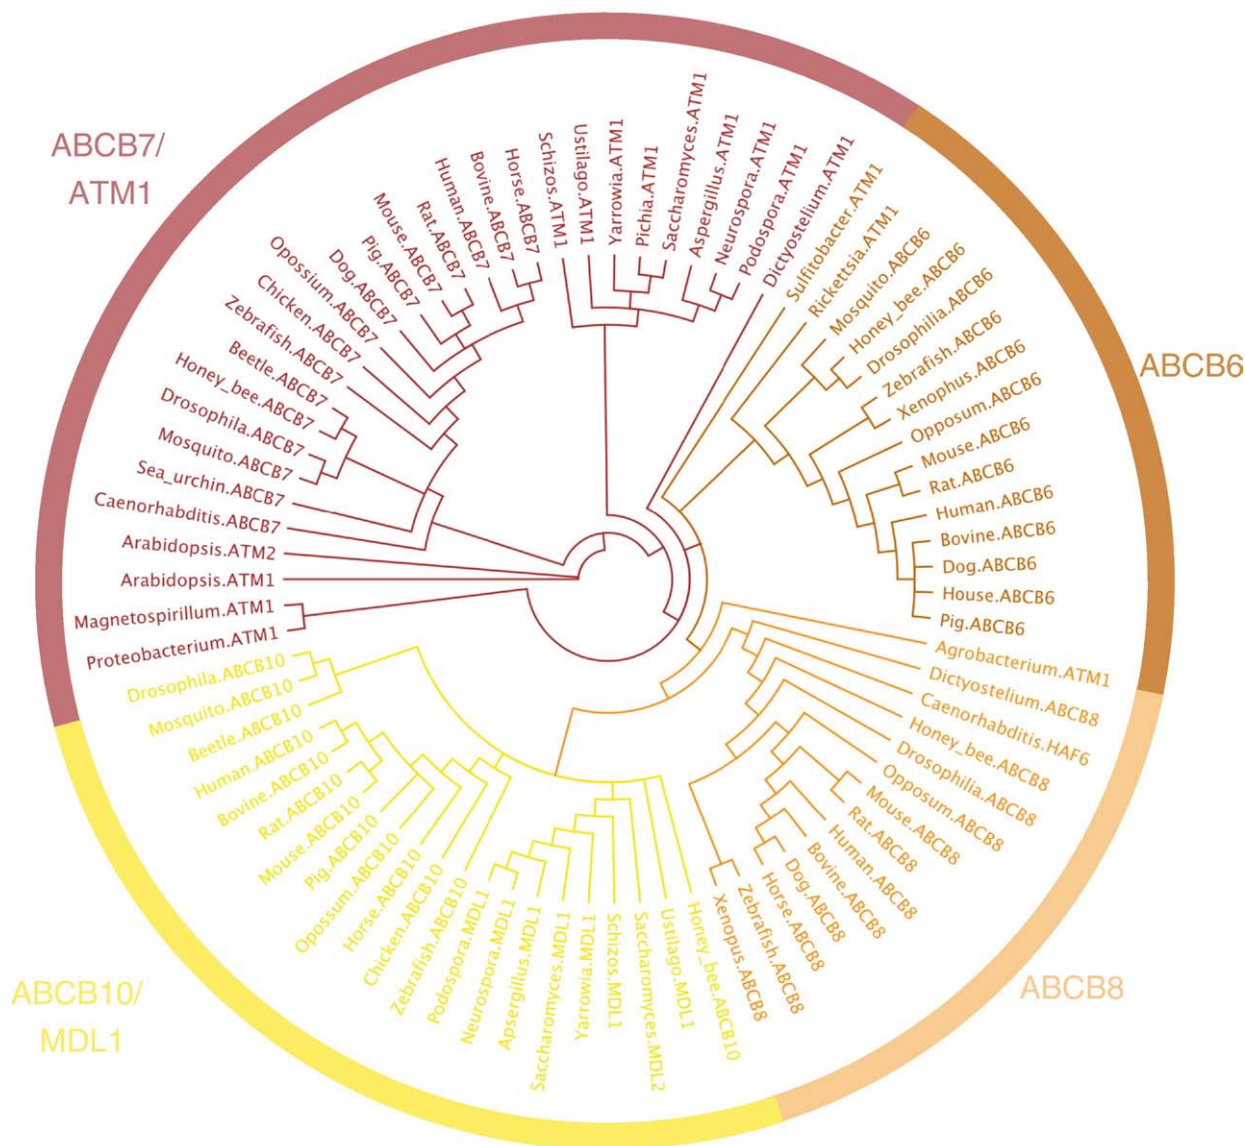 ABCB7/
ATM1
ABCB6
ABCB8
ABCB10/
MDL1
Proteobacterium.ATM1
Magnetospirillum.ATM1
Arabidopsis.ATM1
Arabidopsis.ATM2
Caenorhabditis.ABCB7
Sea_urchin.ABCB7
Mosquito.ABCB7
Drosophila.ABCB7
Honey_bee.ABCB7
Beetle.ABCB7
Zebrafish.ABCB7
Chicken.ABCB7
Opossium.ABCB7
Dog.ABCB7
Pig.ABCB7
Mouse.ABCB7
Rat.ABCB7
Human.ABCB7
Bovine.ABCB7
Horse.ABCB7
Schizos.ATM1
Ustilago.ATM1
Yarrowia.ATM1
Pichia.ATM1
Saccharomyces.ATM1
Aspergillus.ATM1
Neurospora.ATM1
Podospora.ATM1
Dictyostelium.ATM1
Sulfitobacter.ATM1
Rickettsia.ATM1
Mosquito.ABCB6
Honey_bee.ABCB6
Drosophilia.ABCB6
Zebrafish.ABCB6
Xenophus.ABCB6
Opposum.ABCB6
Mouse.ABCB6
Rat.ABCB6
Human.ABCB6
Bovine.ABCB6
Dog.ABCB6
House.ABCB6
Pig.ABCB6
Agrobacterium.ATM1
Dictyostelium.ABCB8
Caenorhabditis.HAF6
Honey_bee.ABCB8
Drosophilia.ABCB8
Opposum.ABCB8
Mouse.ABCB8
Rat.ABCB8
Human.ABCB8
Bovine.ABCB8
Dog.ABCB8
Horse.ABCB8
Zebrafish.ABCB8
Xenopus.ABCB8
Honey_bee.ABCB10
Ustilago.MDL1
Saccharomyces.MDL2
Schizos.MDL1
Yarrowia.MDL1
Saccharomyces.MDL1
Apsergillus.MDL1
Neurospora.MDL1
Podospora.MDL1
Zebrafish.ABCB10
Chicken.ABCB10
Horse.ABCB10
Opossum.ABCB10
Pig.ABCB10
Mouse.ABCB10
Rat.ABCB10
Bovine.ABCB10
Human.ABCB10
Beetle.ABCB10
Mosquito.ABCB10
Drosophila.ABCB10